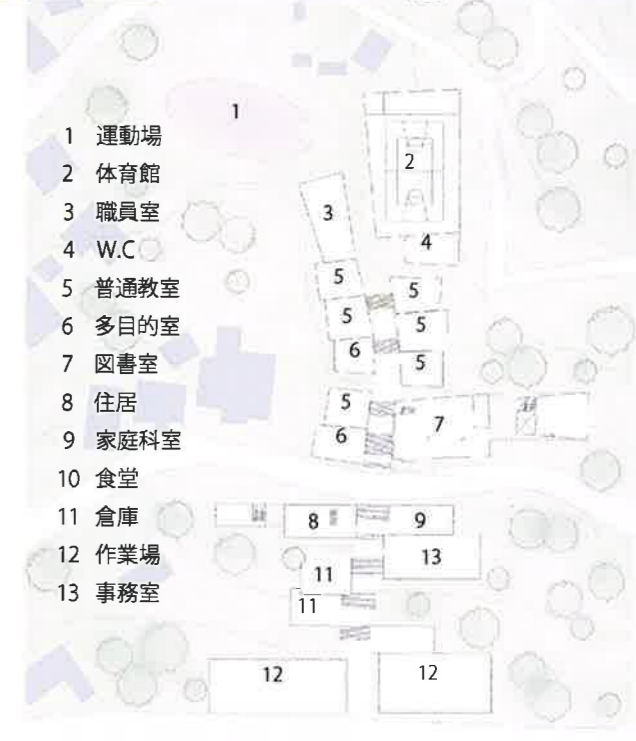 1 運動場
2 体育館
3 職員室
4 W.C
5 普通教室
6 多目的室
7 図書室
8 住居
9 家庭科室
10 食堂
11 倉庫
12 作業場
13 事務室
1
2
3
4
5
5
5
5
6
5
5
7
6
8
9
13
11
11
12
12